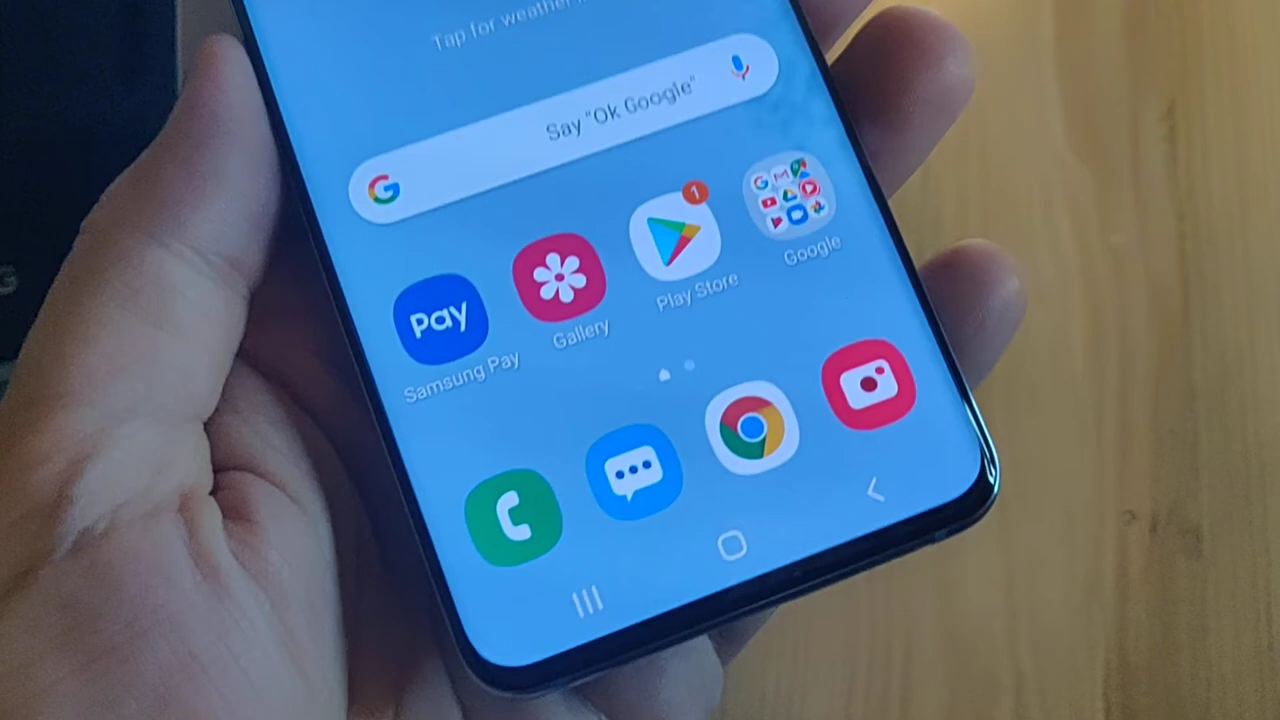 Tap for weather
Say "Ok Google"
1
Pay
Samsung Pay
Gallery
Play Store
Google
G